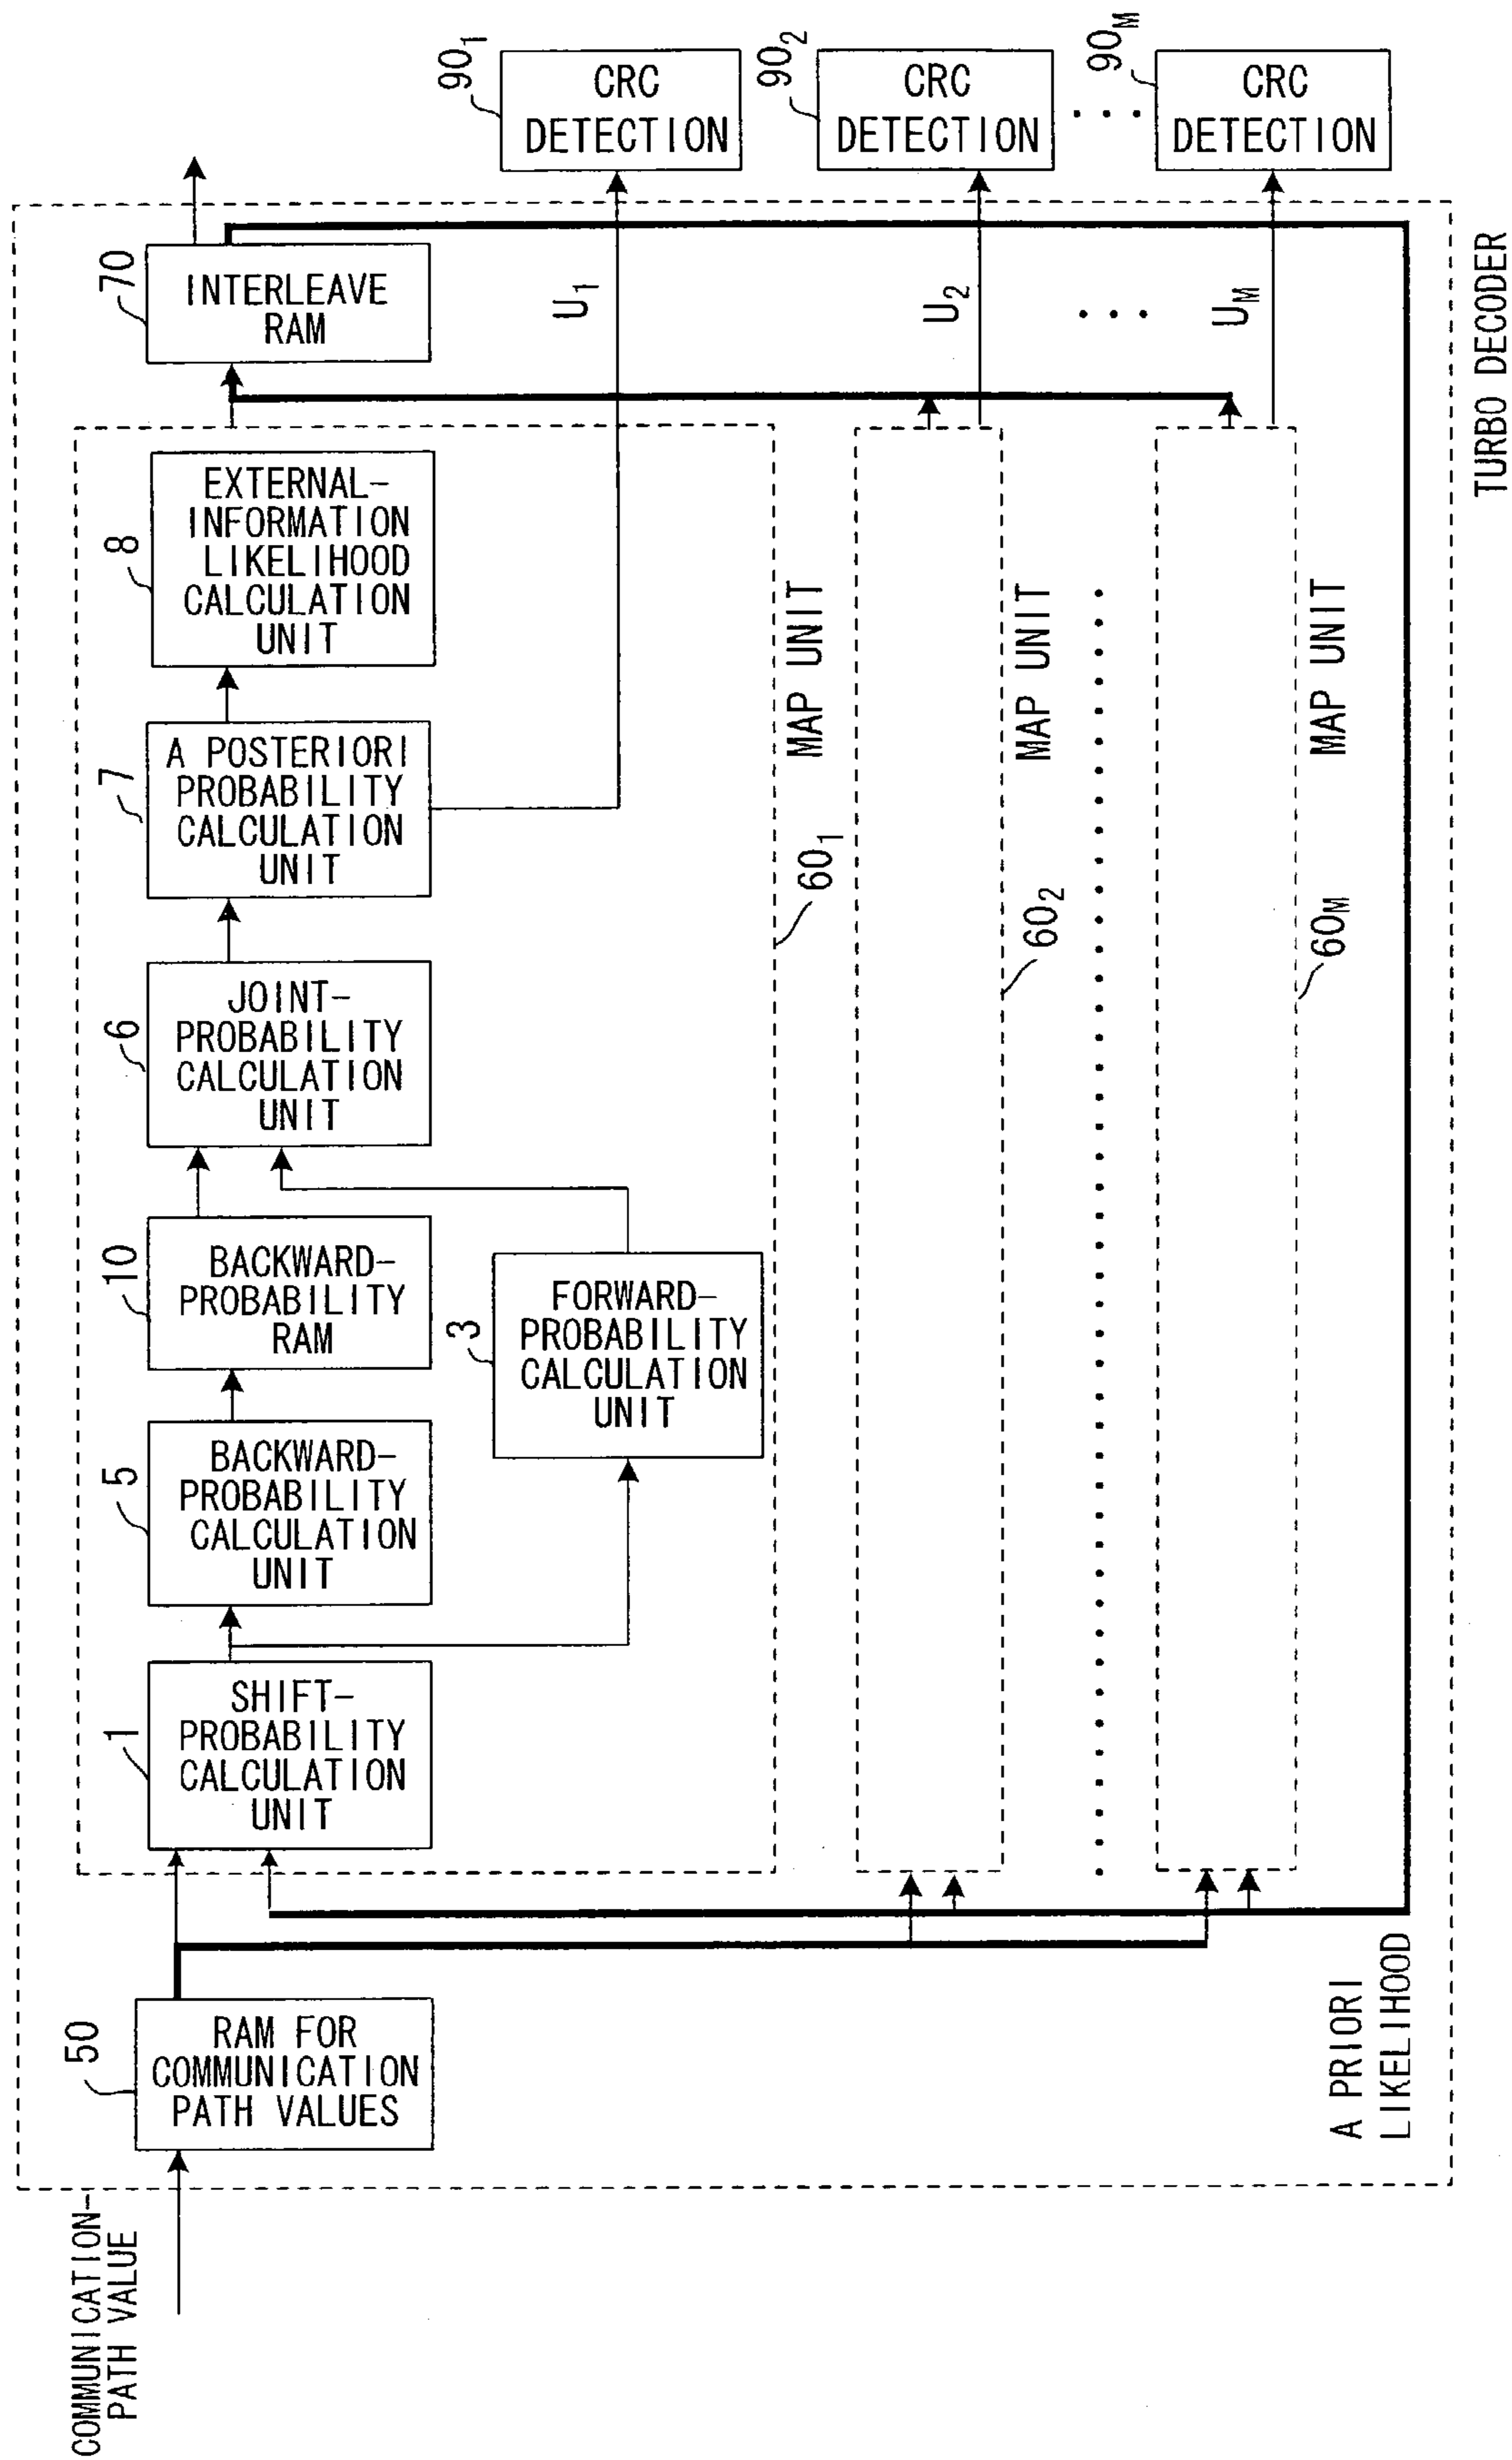 COMMUNICATION-
PATH VALUE
50
RAM FOR
COMMUNICATION
PATH VALUES
1
SHIFT-
PROBABILITY
CALCULATION
UNIT
5
BACKWARD-
PROBABILITY
CALCULATION
UNIT
10
BACKWARD-
PROBABILITY
RAM
3
FORWARD-
PROBABILITY
CALCULATION
UNIT
6
JOINT-
PROBABILITY
CALCULATION
UNIT
7
A POSTERIORI
PROBABILITY
CALCULATION
UNIT
8
EXTERNAL-
INFORMATION
LIKELIHOOD
CALCULATION
UNIT
70
INTERLEAVE
RAM
60₁
MAP UNIT
60₂
MAP UNIT
60M
MAP UNIT
U₁
U₂
...
UM
90₁
CRC
DETECTION
90₂
CRC
DETECTION
...
90M
CRC
DETECTION
A PRIORI
LIKELIHOOD
TURBO DECODER